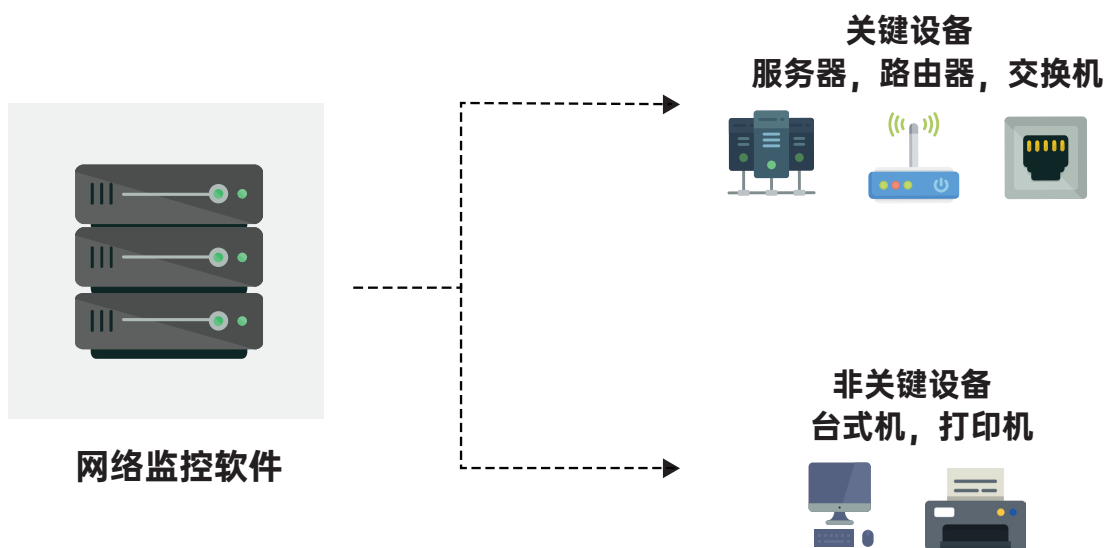 关键设备
服务器，路由器，交换机
网络监控软件
非关键设备
台式机，打印机